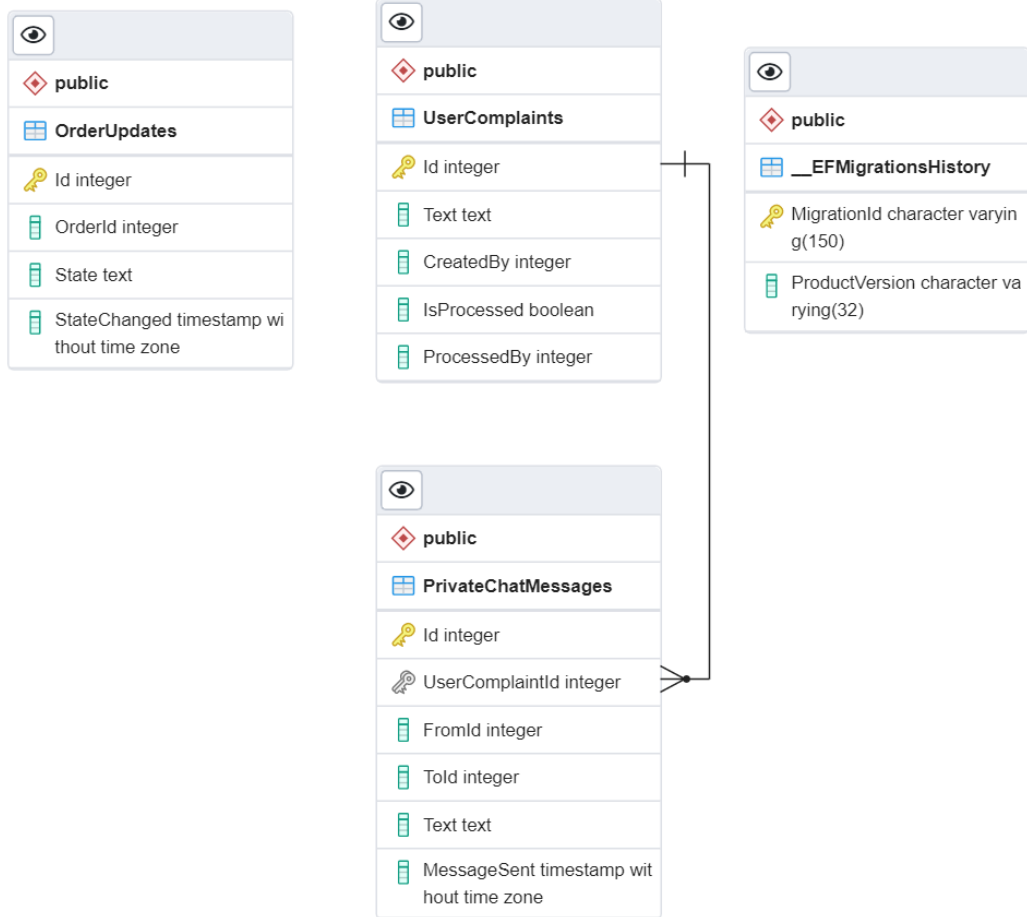 public
OrderUpdates
Id integer
OrderId integer
State text
StateChanged timestamp wi
thout time zone
public
UserComplaints
Id integer
Text text
CreatedBy integer
IsProcessed boolean
ProcessedBy integer
public
__EFMigrationsHistory
MigrationId character varyin
g(150)
ProductVersion character va
rying(32)
public
PrivateChatMessages
Id integer
UserComplaintId integer
FromId integer
ToId integer
Text text
MessageSent timestamp wit
hout time zone